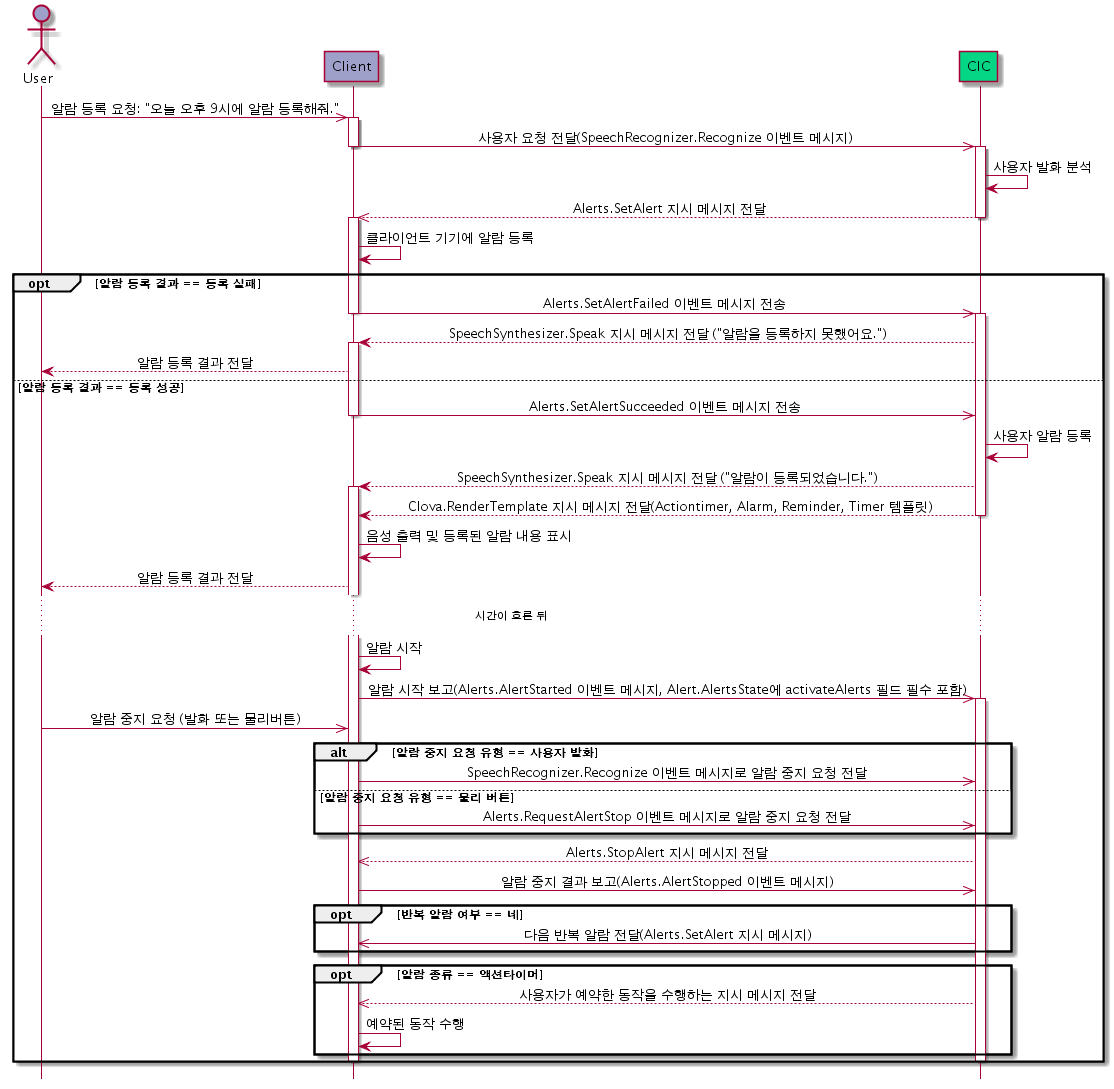 User
Client
CIC
알람 등록 요청: "오늘 오후 9시에 알람 등록해줘."
사용자 요청 전달(SpeechRecognizer.Recognize 이벤트 메시지)
사용자 발화 분석
Alerts.SetAlert 지시 메시지 전달
클라이언트 기기에 알람 등록
opt [알람 등록 결과 == 등록 실패]
Alerts.SetAlertFailed 이벤트 메시지 전송
SpeechSynthesizer.Speak 지시 메시지 전달 ("알람을 등록하지 못했어요.")
알람 등록 결과 전달
[알람 등록 결과 == 등록 성공]
Alerts.SetAlertSucceeded 이벤트 메시지 전송
사용자 알람 등록
SpeechSynthesizer.Speak 지시 메시지 전달 ("알람이 등록되었습니다.")
Clova.RenderTemplate 지시 메시지 전달(Actiontimer, Alarm, Reminder, Timer 템플릿)
음성 출력 및 등록된 알람 내용 표시
알람 등록 결과 전달
시간이 흐른 뒤
알람 시작
알람 시작 보고(Alerts.AlertStarted 이벤트 메시지, Alert.AlertsState에 activateAlerts 필드 필수 포함)
알람 중지 요청 (발화 또는 물리버튼)
alt [알람 중지 요청 유형 == 사용자 발화]
SpeechRecognizer.Recognize 이벤트 메시지로 알람 중지 요청 전달
[알람 중지 요청 유형 == 물리 버튼]
Alerts.RequestAlertStop 이벤트 메시지로 알람 중지 요청 전달
Alerts.StopAlert 지시 메시지 전달
알람 중지 결과 보고(Alerts.AlertStopped 이벤트 메시지)
opt [반복 알람 여부 == 네]
다음 반복 알람 전달(Alerts.SetAlert 지시 메시지)
opt [알람 종류 == 액션타이머]
사용자가 예약한 동작을 수행하는 지시 메시지 전달
예약된 동작 수행